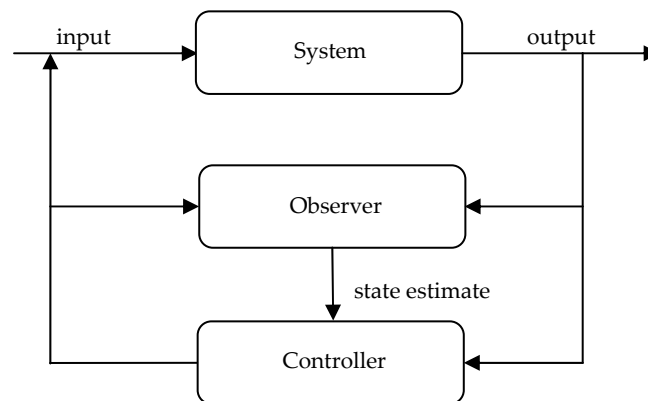 input
System
output
Observer
state estimate
Controller